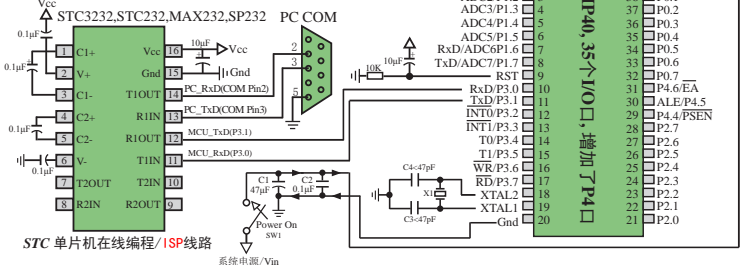 Vcc
STC3232,STC232,MAX232,SP232 PC COM
0.1μF
0.1μF
0.1μF
0.1μF
1 C1+
2 V+
3 C1-
4 C2+
5 C2-
6 V-
7 T2OUT
8 R2IN
Vcc 16
Gnd 15
T1OUT 14
R1IN 13
R1OUT 12
T1IN 11
T2IN 10
R2OUT 9
10μF
Vcc
Gnd
PC_RxD(COM Pin2)
PC_TxD(COM Pin3)
MCU_TxD(P3.1)
MCU_RxD(P3.0)
2
3
5
STC 单片机在线编程/ISP线路
C1
47μF
C2
0.1μF
Power On
SW1
系统电源/Vin
10μF
10K
C4<47pF
X1
C3<47pF
ADC3/P1.3 4
ADC4/P1.4 5
ADC5/P1.5 6
RxD/ADC6P1.6 7
TxD/ADC7/P1.7 8
RST 9
RxD/P3.0 10
TxD/P3.1 11
INT0/P3.2 12
INT1/P3.3 13
T0/P3.4 14
T1/P3.5 15
WR/P3.6 16
RD/P3.7 17
XTAL2 18
XTAL1 19
Gnd 20
IP40, 35个I/O口, 增加了P4口
37 P0.2
36 P0.3
35 P0.4
34 P0.5
33 P0.6
32 P0.7
31 P4.6/EA
30 ALE/P4.5
29 P4.4/PSEN
28 P2.7
27 P2.6
26 P2.5
25 P2.4
24 P2.3
23 P2.2
22 P2.1
21 P2.0